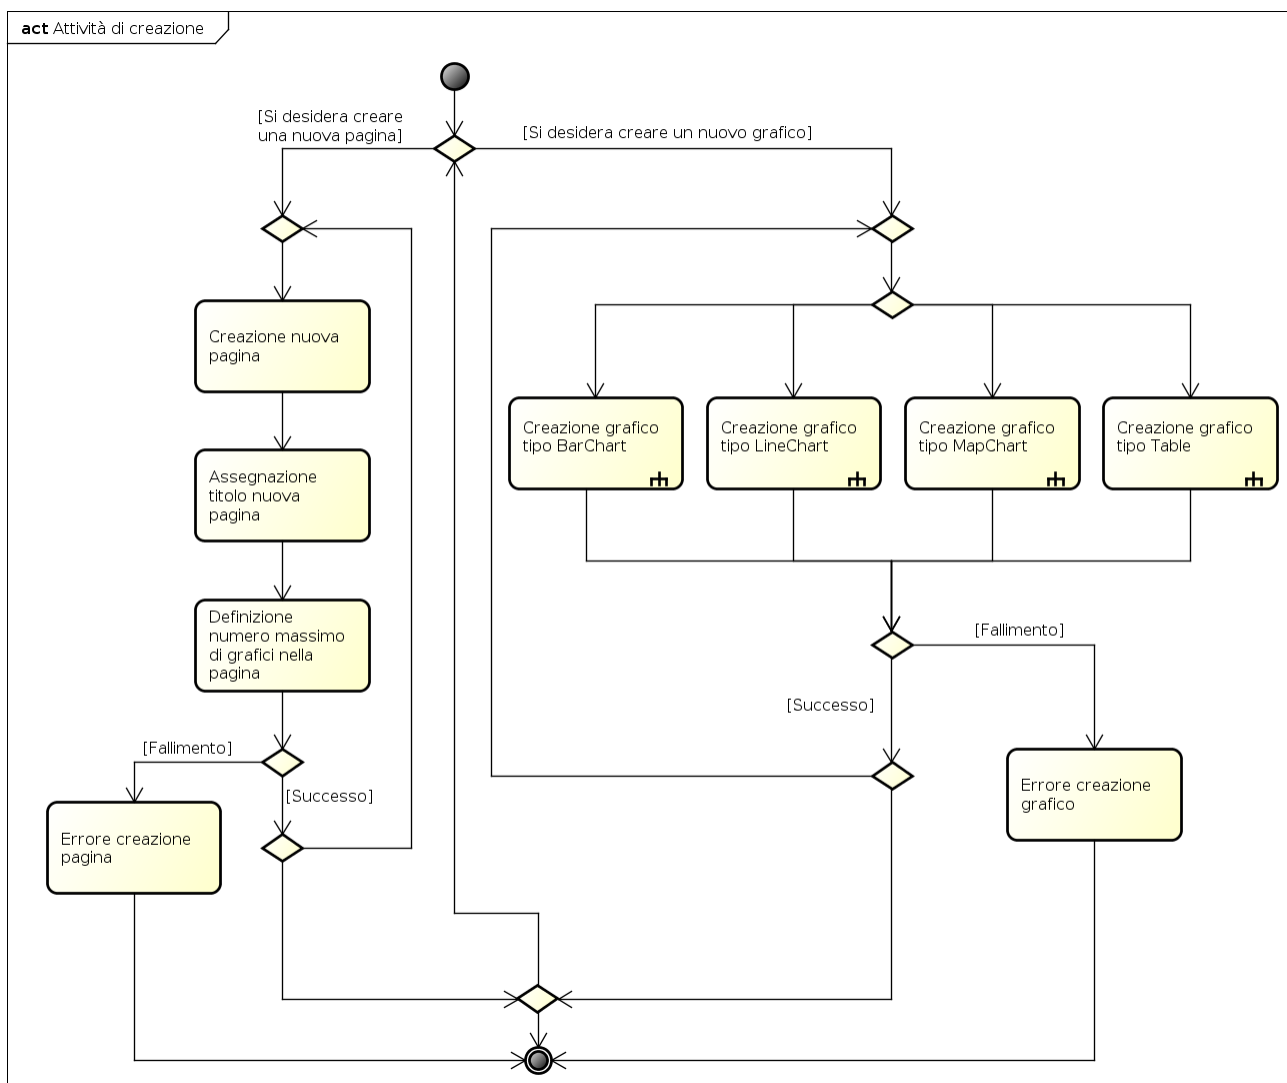 act Attività di creazione
[Si desidera creare
una nuova pagina]
[Si desidera creare un nuovo grafico]
Creazione nuova
pagina
Assegnazione
titolo nuova
pagina
Definizione
numero massimo
di grafici nella
pagina
[Fallimento]
[Successo]
Errore creazione
pagina
Creazione grafico
tipo BarChart
Creazione grafico
tipo LineChart
Creazione grafico
tipo MapChart
Creazione grafico
tipo Table
[Fallimento]
[Successo]
Errore creazione
grafico